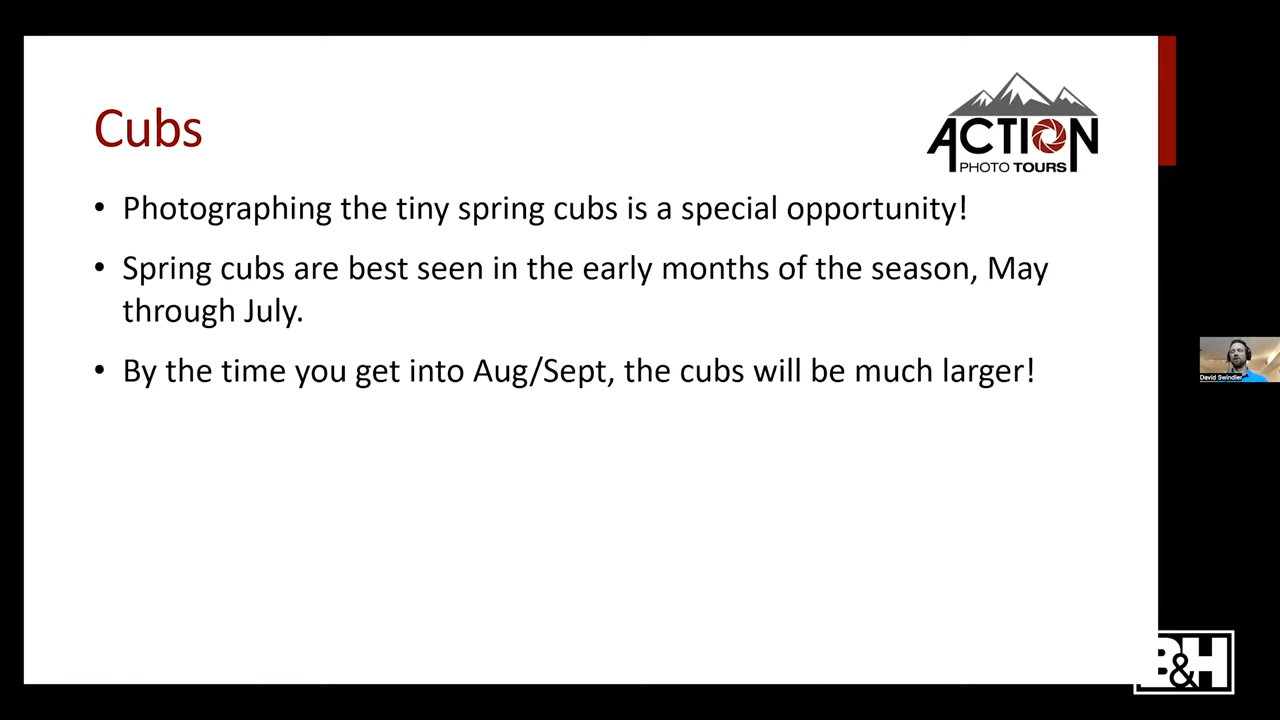 Cubs
ACTION
PHOTO TOURS
• Photographing the tiny spring cubs is a special opportunity!
• Spring cubs are best seen in the early months of the season, May
through July.
• By the time you get into Aug/Sept, the cubs will be much larger!
David Swindler
B&H